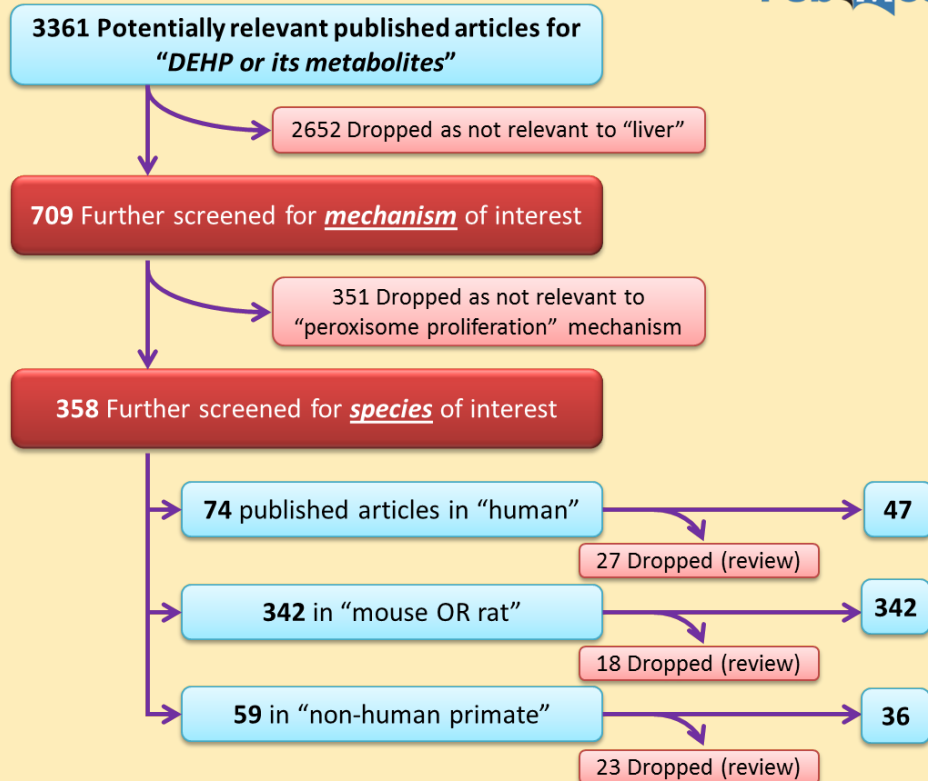 3361 Potentially relevant published articles for
“DEHP or its metabolites”
2652 Dropped as not relevant to “liver”
709 Further screened for mechanism of interest
351 Dropped as not relevant to
“peroxisome proliferation” mechanism
358 Further screened for species of interest
74 published articles in “human”
47
27 Dropped (review)
342 in “mouse OR rat”
342
18 Dropped (review)
59 in “non-human primate”
36
23 Dropped (review)